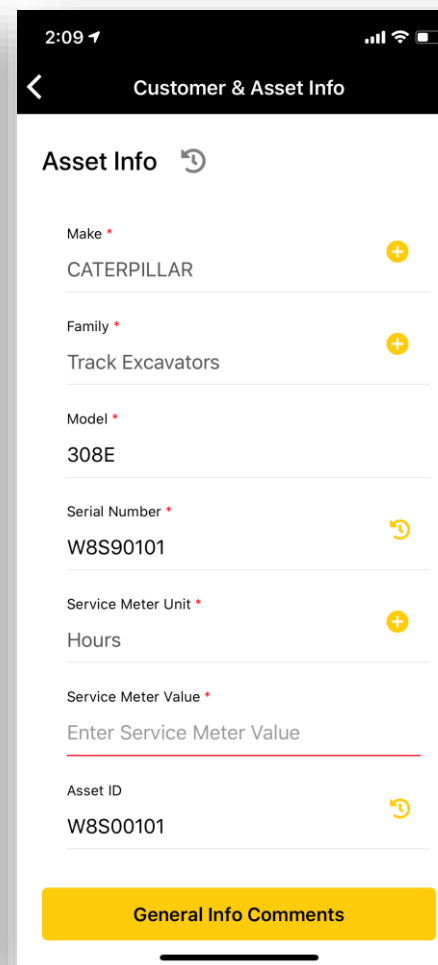 2:09
Customer & Asset Info
Asset Info
Make *
CATERPILLAR
Family *
Track Excavators
Model *
308E
Serial Number *
W8S90101
Service Meter Unit *
Hours
Service Meter Value *
Enter Service Meter Value
Asset ID
W8S00101
General Info Comments